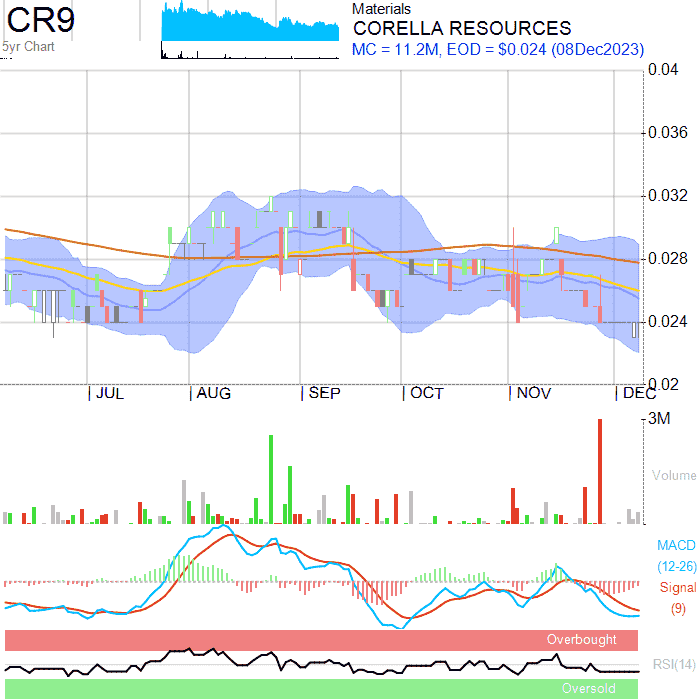 CR9
5yr Chart
Materials
CORELLA RESOURCES
MC = 11.2M, EOD = $0.024 (08Dec2023)
0.04
0.036
0.032
0.028
0.024
0.02
JUL AUG SEP OCT NOV DEC
3M
Volume
MACD
(12-26)
Signal
(9)
Overbought
RSI(14)
Oversold